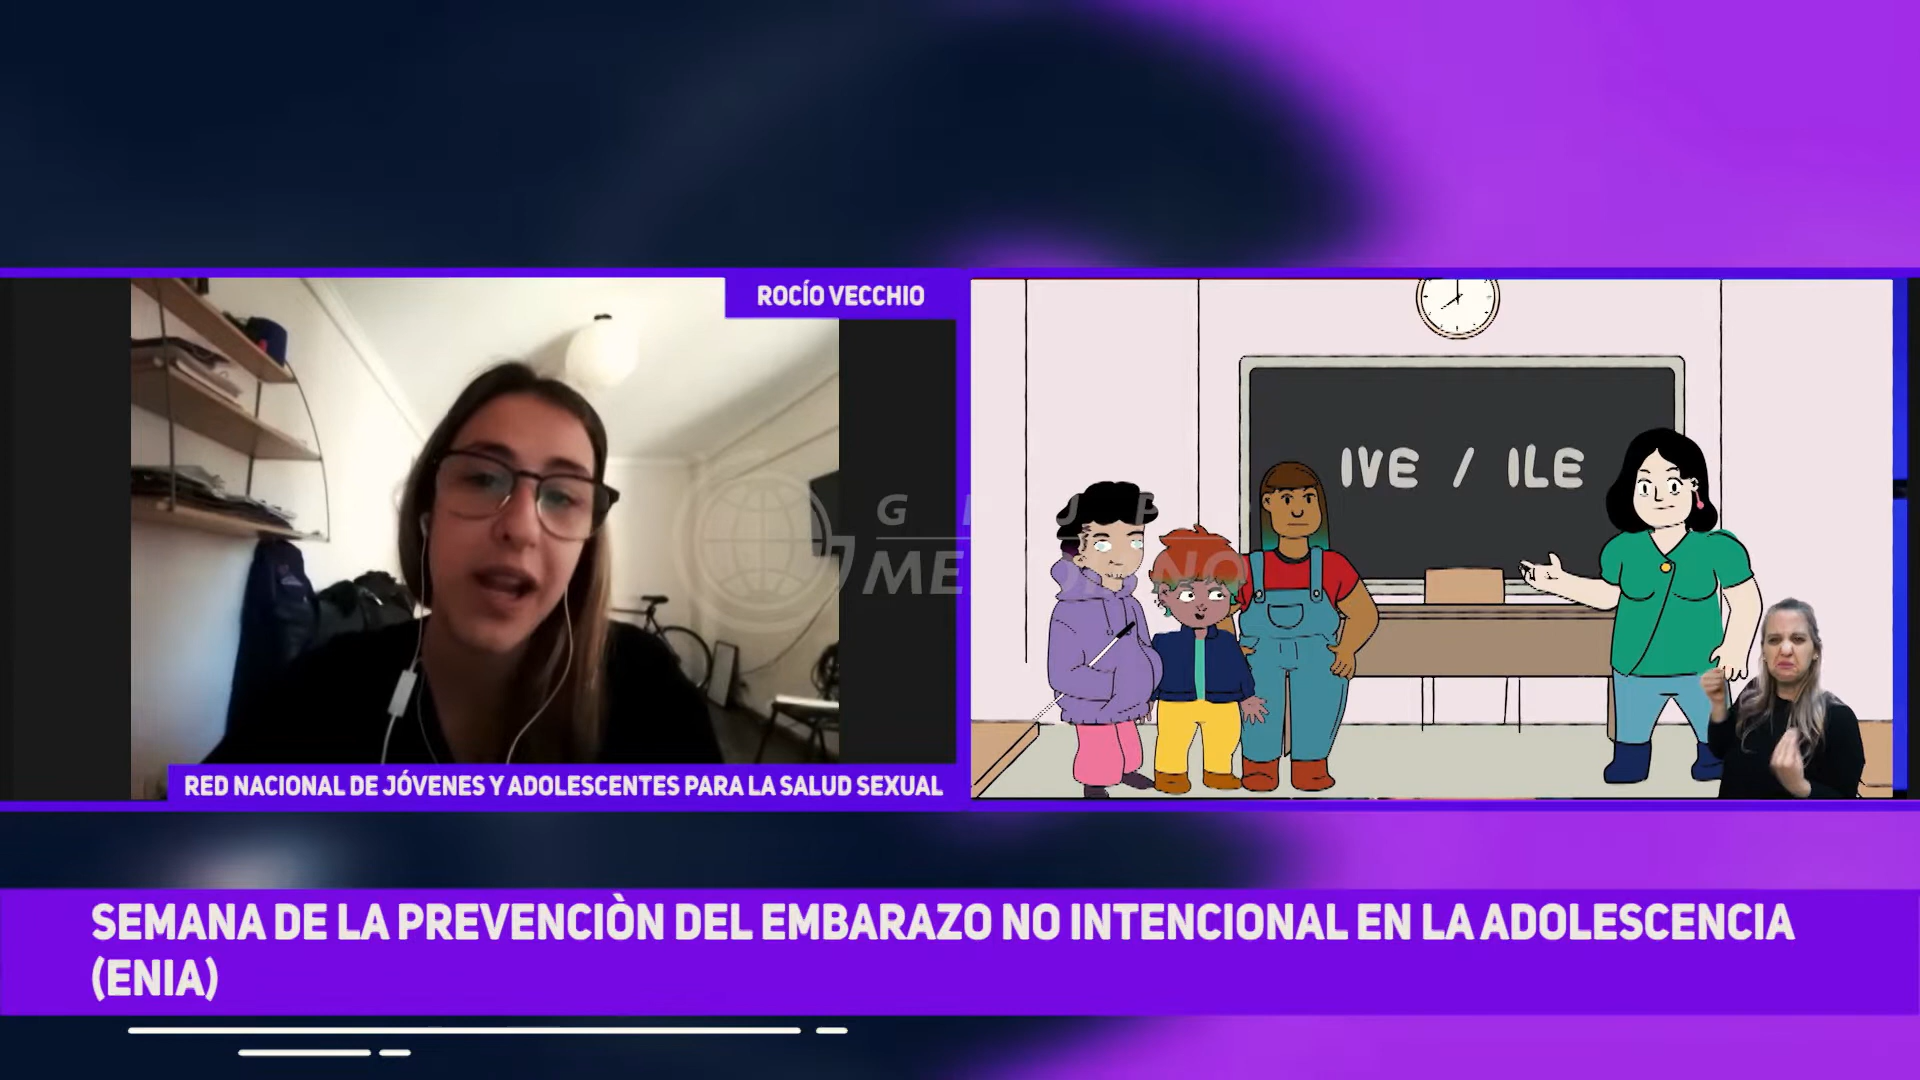 ROCÍO VECCHIO
IVE / ILE
RED NACIONAL DE JÓVENES Y ADOLESCENTES PARA LA SALUD SEXUAL
SEMANA DE LA PREVENCIÒN DEL EMBARAZO NO INTENCIONAL EN LA ADOLESCENCIA
(ENIA)